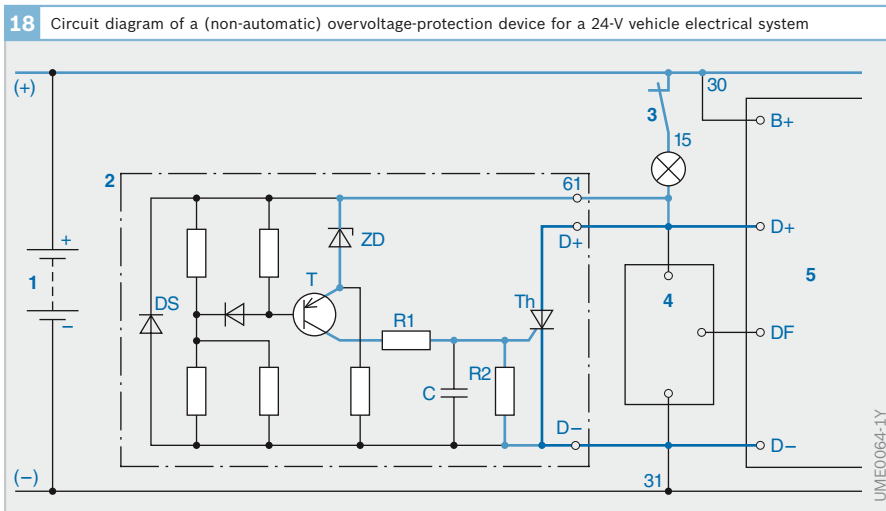 18 Circuit diagram of a (non-automatic) overvoltage-protection device for a 24-V vehicle electrical system
(+)
30
3
B+
15
2
61
D+
D+
ZD
+
1
T
4
5
DS
Th
−
R1
DF
R2
C
D−
D−
(−)
31
UME0064-1Y